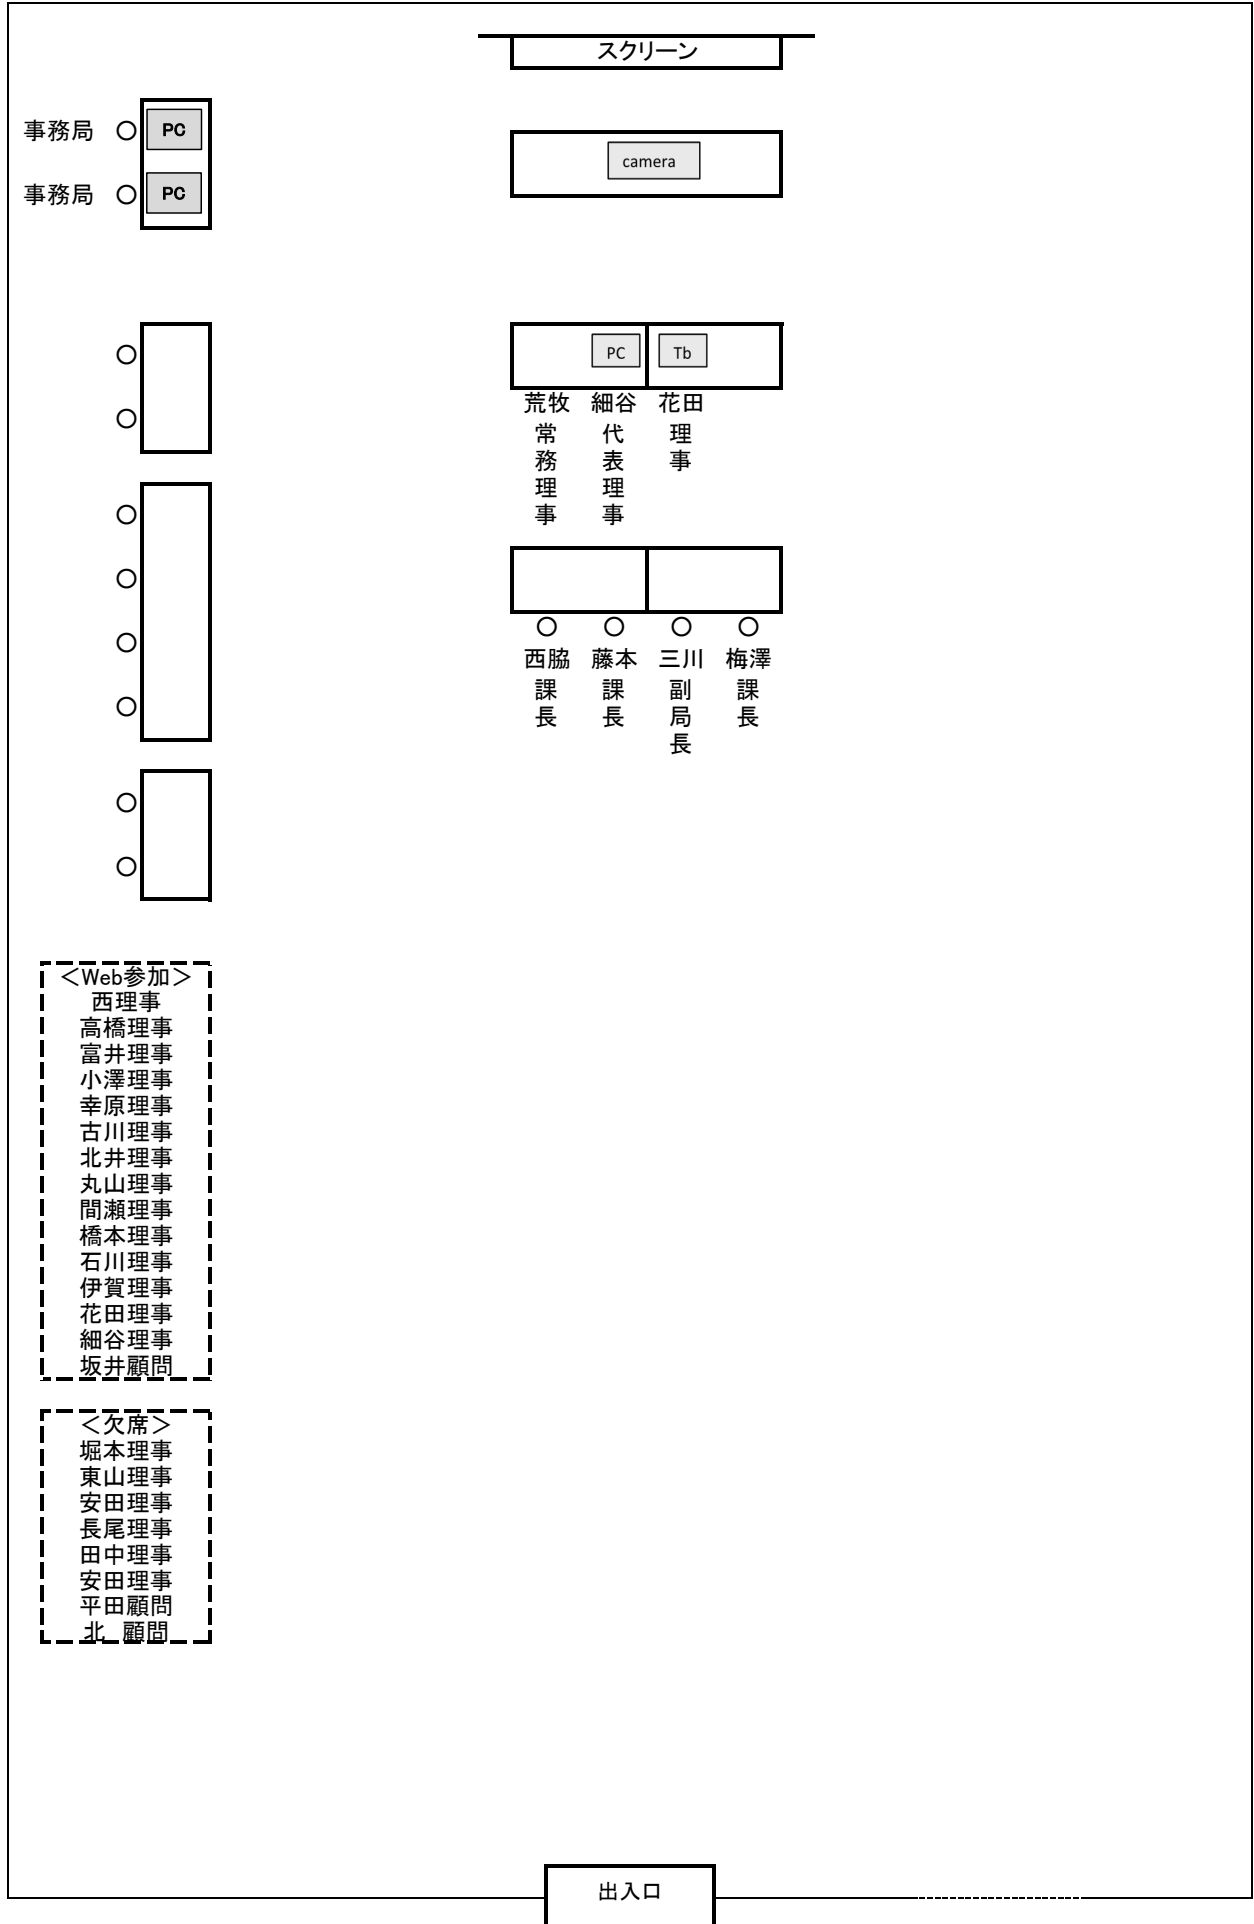 スクリーン
事務局 ○ PC
camera
事務局 ○ PC
○
PC Tb
○
荒牧常務理事
細谷代表理事
花田理事
○
○
○
○
○ ○ ○ ○
西脇課長
藤本課長
三川副局長
梅澤課長
○
○
＜Web参加＞
西理事
高橋理事
富井理事
小澤理事
幸原理事
古川理事
北井理事
丸山理事
間瀬理事
橋本理事
石川理事
伊賀理事
花田理事
細谷理事
坂井顧問
＜欠席＞
堀本理事
東山理事
安田理事
長尾理事
田中理事
安田理事
平田顧問
北　顧問
出入口